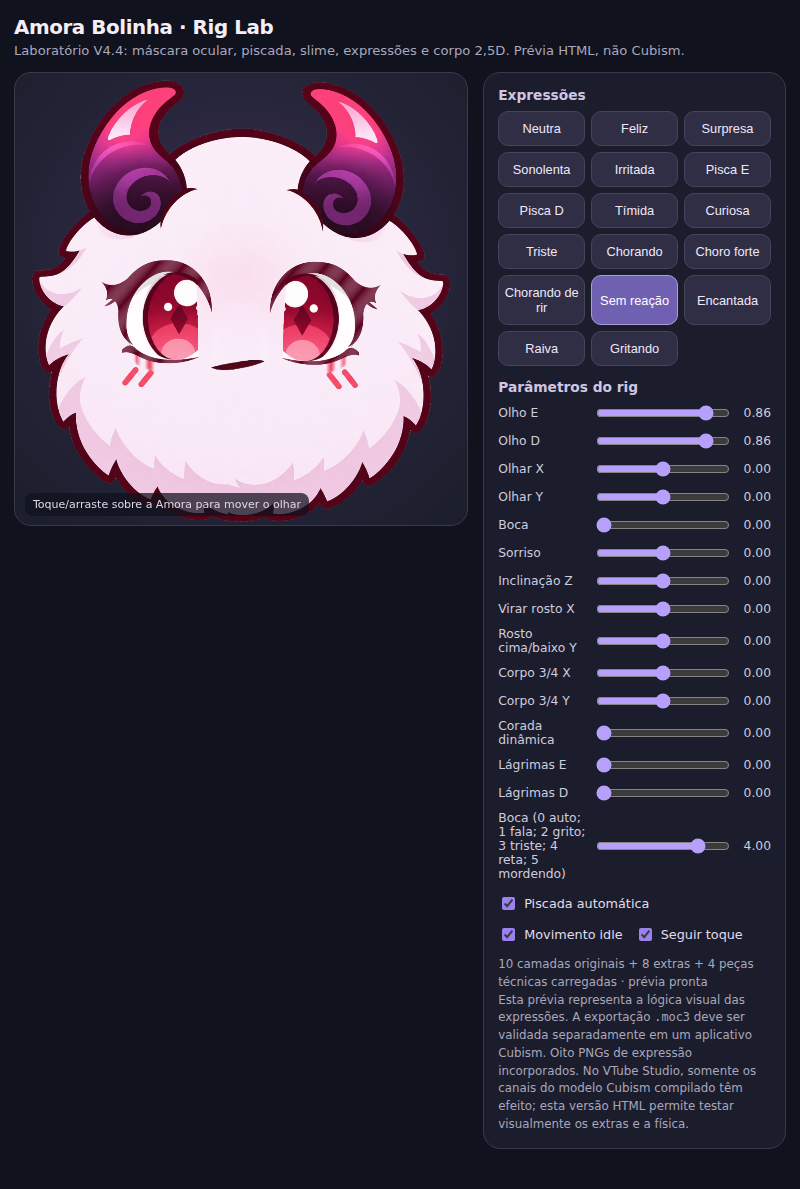 Amora Bolinha · Rig Lab
Laboratório V4.4: máscara ocular, piscada, slime, expressões e corpo 2,5D. Prévia HTML, não Cubism.
Toque/arraste sobre a Amora para mover o olhar
Expressões
Neutra
Feliz
Surpresa
Sonolenta
Irritada
Pisca E
Pisca D
Tímida
Curiosa
Triste
Chorando
Choro forte
Chorando de
rir
Sem reação
Encantada
Raiva
Gritando
Parâmetros do rig
Olho E 0.86
Olho D 0.86
Olhar X 0.00
Olhar Y 0.00
Boca 0.00
Sorriso 0.00
Inclinação Z 0.00
Virar rosto X 0.00
Rosto
cima/baixo Y 0.00
Corpo 3/4 X 0.00
Corpo 3/4 Y 0.00
Corada
dinâmica 0.00
Lágrimas E 0.00
Lágrimas D 0.00
Boca (0 auto;
1 fala; 2 grito;
3 triste; 4 4.00
reta; 5
mordendo)
Piscada automática
Movimento idle Seguir toque
10 camadas originais + 8 extras + 4 peças
técnicas carregadas · prévia pronta
Esta prévia representa a lógica visual das
expressões. A exportação .moc3 deve ser
validada separadamente em um aplicativo
Cubism. Oito PNGs de expressão
incorporados. No VTube Studio, somente os
canais do modelo Cubism compilado têm
efeito; esta versão HTML permite testar
visualmente os extras e a física.